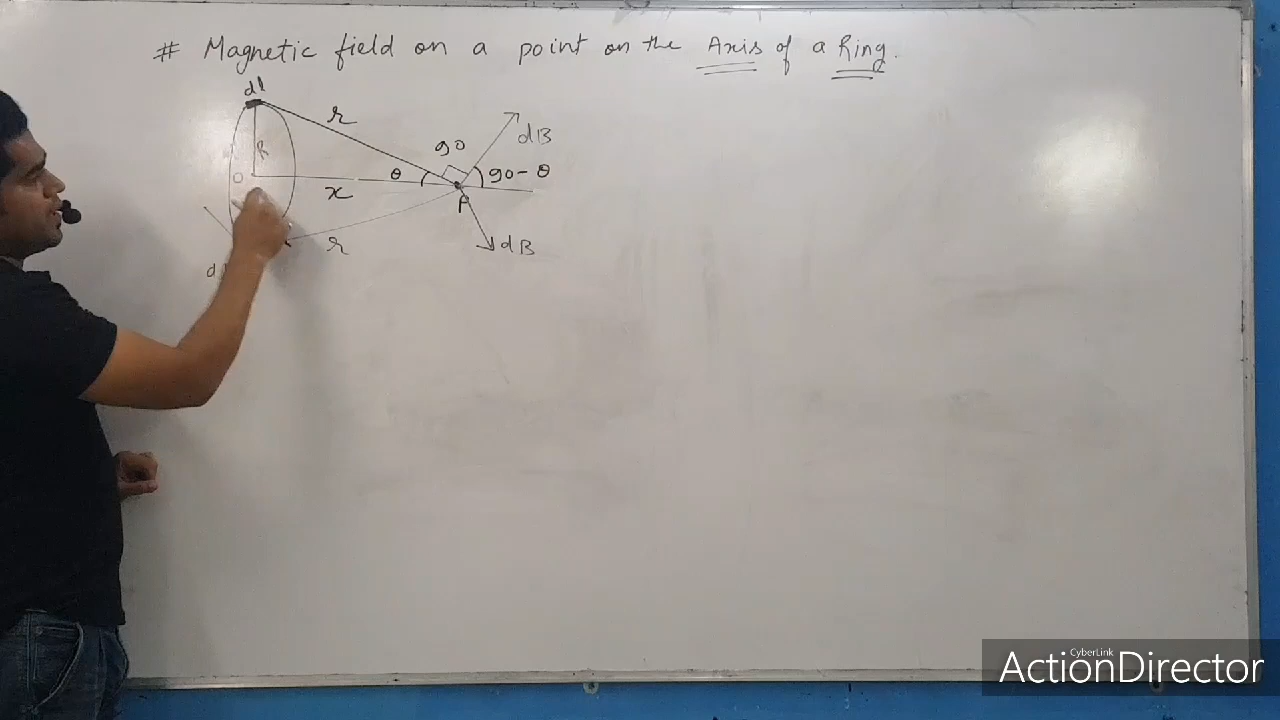 # Magnetic field on a point on the Axis of a Ring.
dl
r
90
dB
R
θ
90-θ
O
x
P
r
dB
CyberLink
ActionDirector